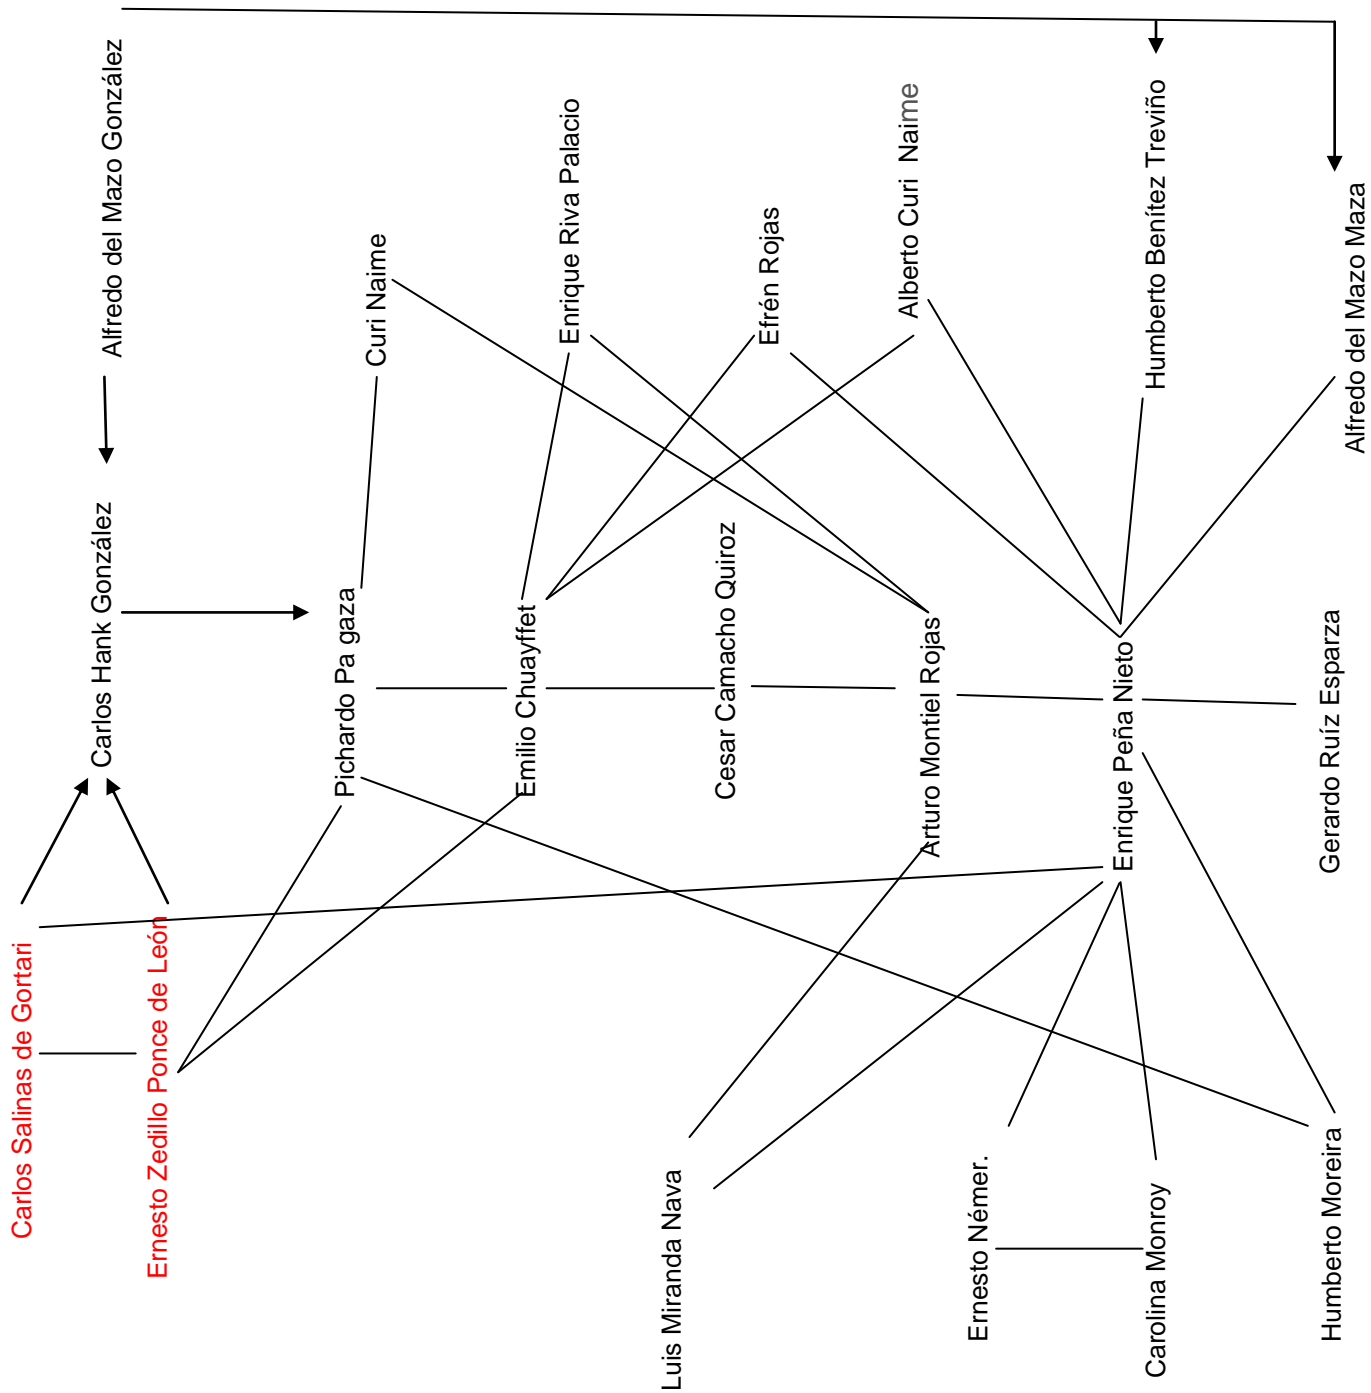 Carlos Salinas de Gortari
Carlos Hank González
Alfredo del Mazo González
Ernesto Zedillo Ponce de León
Pichardo Pa gaza
Curi Naime
Emilio Chuayffet
Enrique Riva Palacio
Luis Miranda Nava
Cesar Camacho Quiroz
Efrén Rojas
Arturo Montiel Rojas
Alberto Curi  Naime
Ernesto Némer.
Enrique Peña Nieto
Carolina Monroy
Humberto Benítez Treviño
Humberto Moreira
Gerardo Ruíz Esparza
Alfredo del Mazo Maza